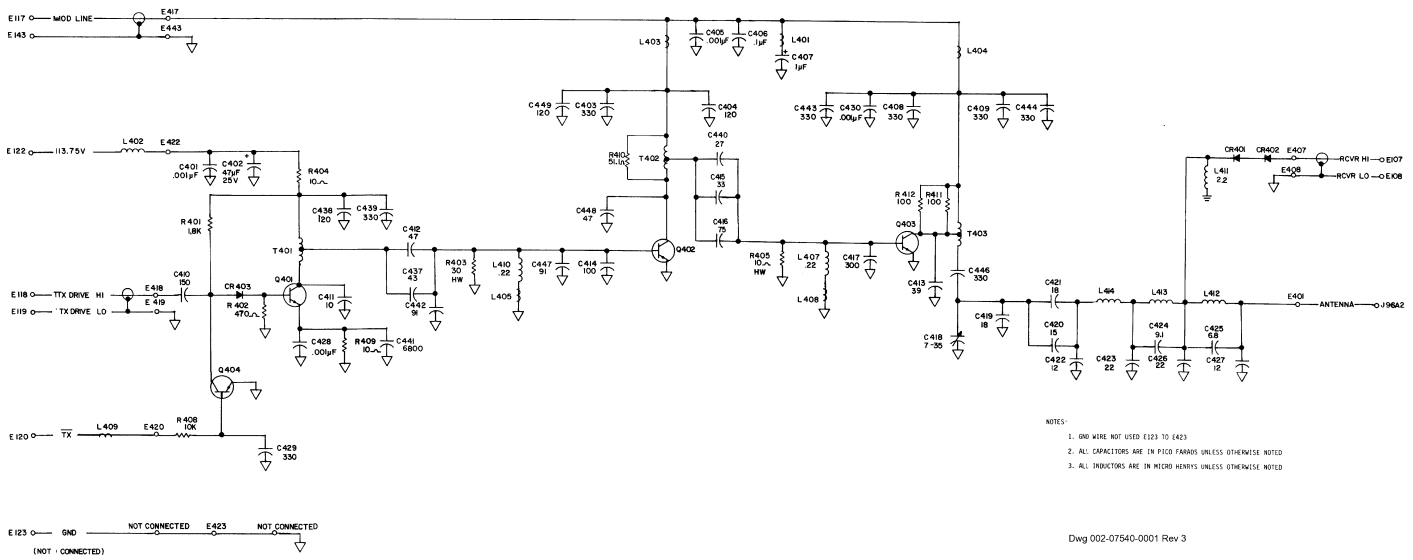 E117 MOD LINE E417
E143 E443
L403
C405
.001µF
C406
.1µF
L401
C407
1µF
L404
C449
120
C403
330
C404
120
C443
330
C430
.001µF
C408
330
C409
330
C444
330
E122 113.75V L402 E422
C401
.001µF
C402
47µF
25V
R404
10Ω
R410
51.1Ω
T402
C440
27
C415
33
C416
75
CR401 CR402 E407 RCVR HI E107
E408 RCVR LO E108
L411
2.2
R401
1.8K
C438
120
C439
330
C448
47
R412
100
R411
100
T401
C412
47
C437
43
C442
91
R403
30
HW
L410
.22
L405
C447
91
C414
100
Q402
R405
10Ω
HW
L407
.22
L408
C417
300
Q403
C413
39
T403
C446
330
C410
150
CR403
Q401
R402
470Ω
C411
10
E118 TTX DRIVE HI E418
E119 'TX DRIVE LO E419
C428
.001µF
R409
10Ω
C441
6800
C418
7-35
C419
18
C421
18
C420
15
C422
12
L414
L413
L412
C423
22
C424
9.1
C426
22
C425
6.8
C427
12
E401 ANTENNA J96A2
Q404
E120 TX L409 E420 R408
10K
C429
330
NOTES-
1. GND WIRE NOT USED E123 TO E423
2. ALL CAPACITORS ARE IN PICO FARADS UNLESS OTHERWISE NOTED
3. ALL INDUCTORS ARE IN MICRO HENRYS UNLESS OTHERWISE NOTED
E123 GND NOT CONNECTED E423 NOT CONNECTED
(NOT CONNECTED)
Dwg 002-07540-0001 Rev 3